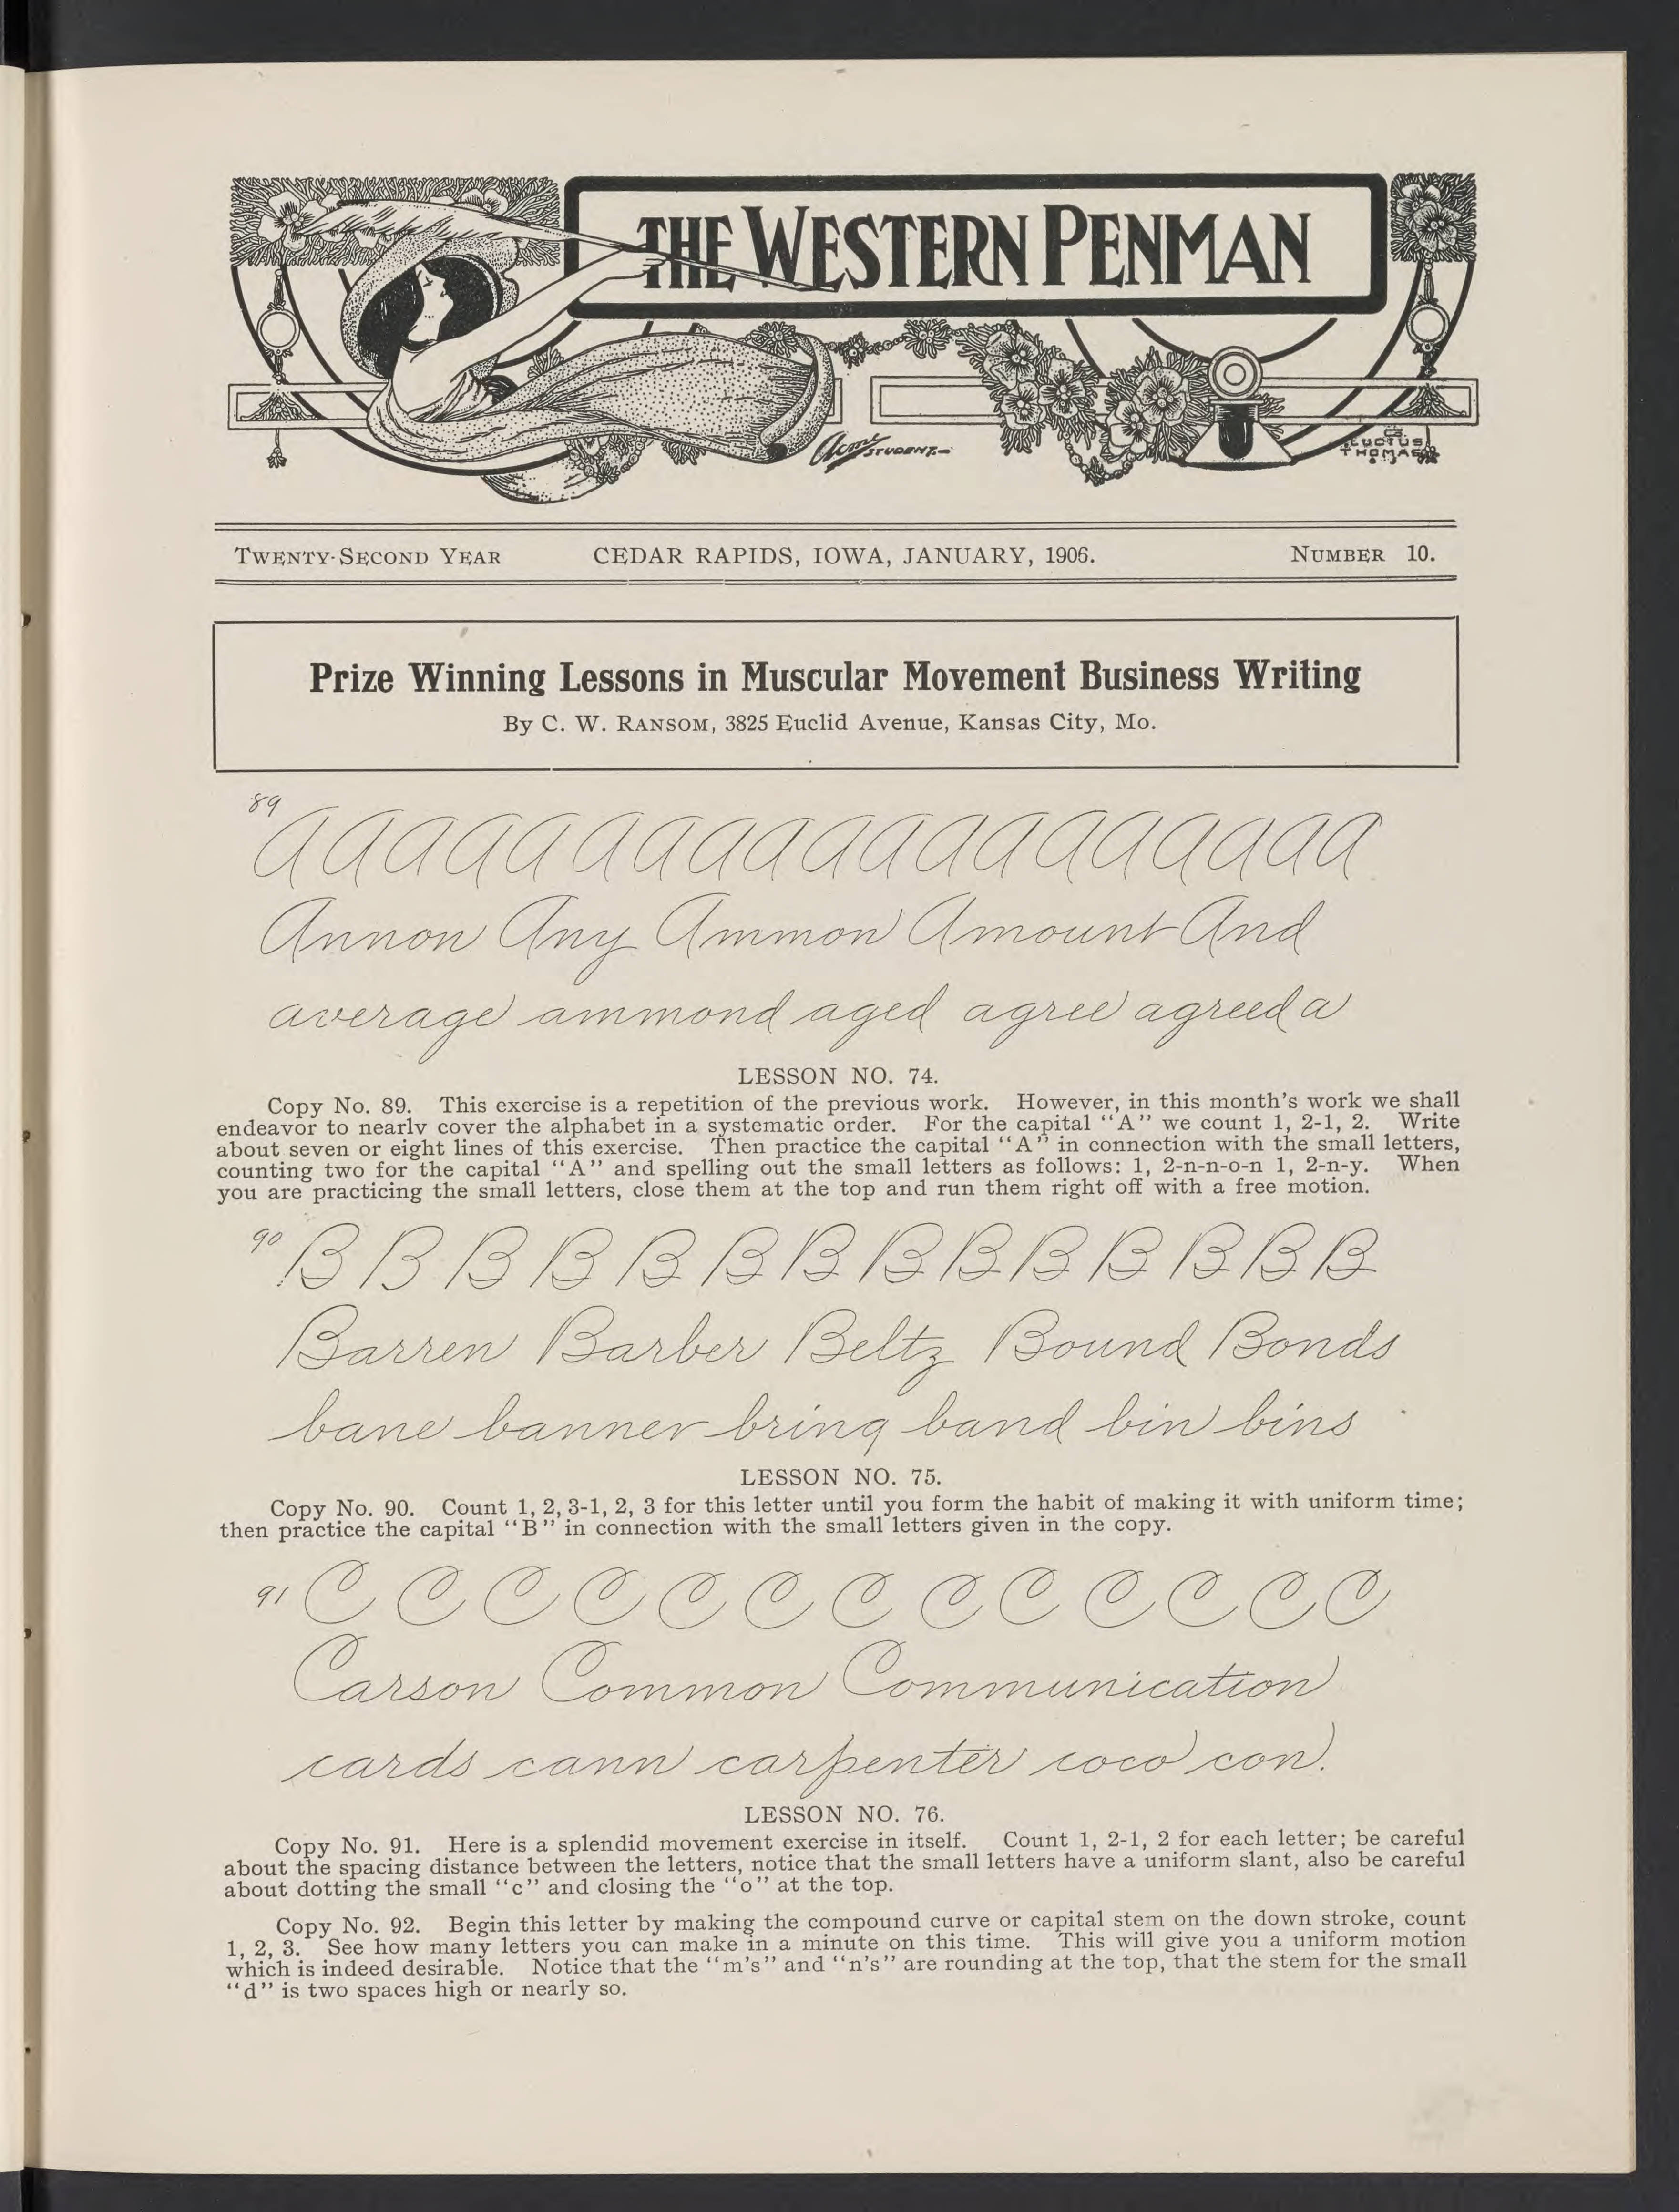 THE WESTERN PENMAN
Acme STUDENT.
LUCIUS
THOMAS
TWENTY-SECOND YEAR CEDAR RAPIDS, IOWA, JANUARY, 1906. NUMBER 10.
Prize Winning Lessons in Muscular Movement Business Writing
By C. W. RANSOM, 3825 Euclid Avenue, Kansas City, Mo.
89
A A A A A A A A A A A A A A A A A A A A
Annon Any Ammon Amount And
average ammond aged agree agreed a
LESSON NO. 74.
Copy No. 89. This exercise is a repetition of the previous work. However, in this month's work we shall
endeavor to nearly cover the alphabet in a systematic order. For the capital "A" we count 1, 2-1, 2. Write
about seven or eight lines of this exercise. Then practice the capital "A" in connection with the small letters,
counting two for the capital "A" and spelling out the small letters as follows: 1, 2-n-n-o-n 1, 2-n-y. When
you are practicing the small letters, close them at the top and run them right off with a free motion.
90 B B B B B B B B B B B B B B
Barren Barber Beltz Bound Bonds
bane banner bring band bin bins
LESSON NO. 75.
Copy No. 90. Count 1, 2, 3-1, 2, 3 for this letter until you form the habit of making it with uniform time;
then practice the capital "B" in connection with the small letters given in the copy.
91 C C C C C C C C C C C C C
Carson Common Communication
cards cann carpenter coco con.
LESSON NO. 76.
Copy No. 91. Here is a splendid movement exercise in itself. Count 1, 2-1, 2 for each letter; be careful
about the spacing distance between the letters, notice that the small letters have a uniform slant, also be careful
about dotting the small "c" and closing the "o" at the top.
Copy No. 92. Begin this letter by making the compound curve or capital stem on the down stroke, count
1, 2, 3. See how many letters you can make in a minute on this time. This will give you a uniform motion
which is indeed desirable. Notice that the "m's" and "n's" are rounding at the top, that the stem for the small
"d" is two spaces high or nearly so.